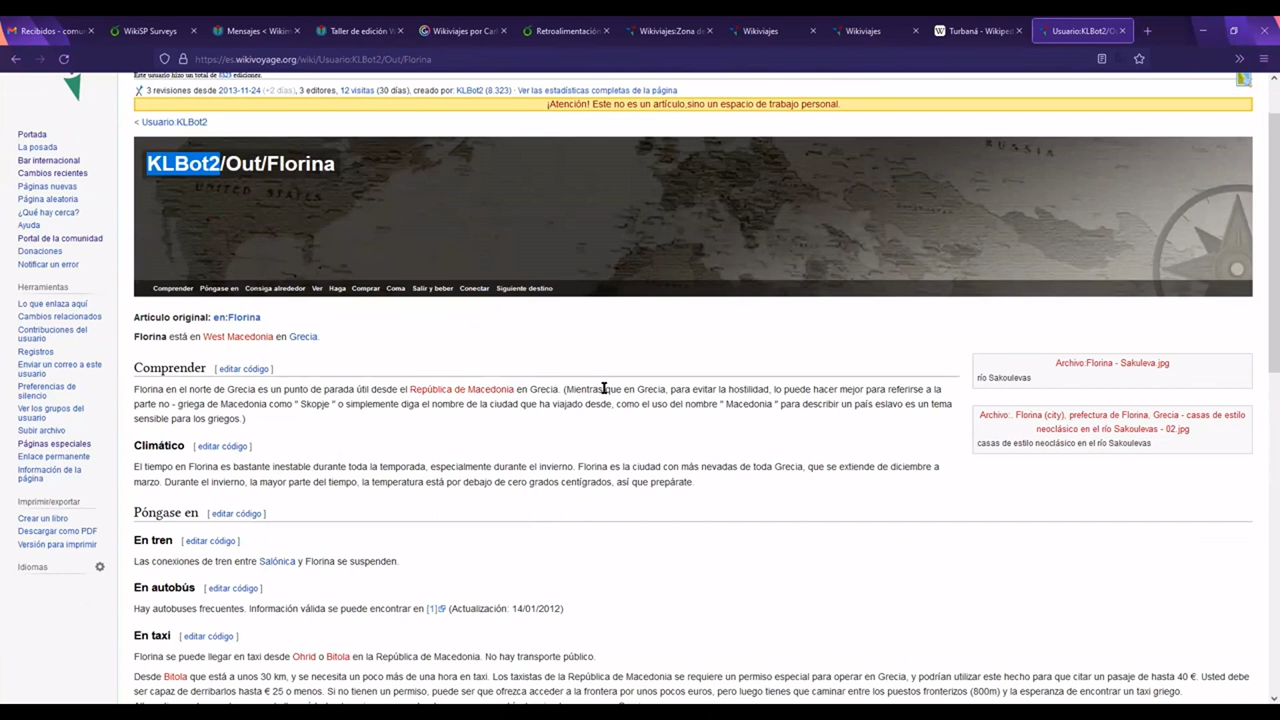 Recibidos - comu
WikiSP Surveys
Mensajes < Wikim
Taller de edición W
Wikiviajes por Carl
Retroalimentación
Wikiviajes:Zona de
Wikiviajes
Wikiviajes
Turbaná - Wikiped
Usuario:KLBot2/O
https://es.wikivoyage.org/wiki/Usuario:KLBot2/Out/Florina
Este usuario hizo un total de 8323 ediciones.
3 revisiones desde 2013-11-24 (+2 días), 3 editores, 12 visitas (30 días), creado por: KLBot2 (8.323) · Ver las estadísticas completas de la página
¡Atención! Este no es un artículo,sino un espacio de trabajo personal.
< Usuario:KLBot2
KLBot2/Out/Florina
UNITED STATES
RUSSIA
Comprender Póngase en Consiga alrededor Ver Haga Comprar Coma Salir y beber Conectar Siguiente destino
Portada
La posada
Bar internacional
Cambios recientes
Páginas nuevas
Página aleatoria
¿Qué hay cerca?
Ayuda
Portal de la comunidad
Donaciones
Notificar un error
Herramientas
Lo que enlaza aquí
Cambios relacionados
Contribuciones del
usuario
Registros
Enviar un correo a este
usuario
Preferencias de
silencio
Ver los grupos del
usuario
Subir archivo
Páginas especiales
Enlace permanente
Información de la
página
Imprimir/exportar
Crear un libro
Descargar como PDF
Versión para imprimir
Idiomas
Artículo original: en:Florina
Florina está en West Macedonia en Grecia.
Comprender [ editar código ]
Florina en el norte de Grecia es un punto de parada útil desde el República de Macedonia en Grecia. (Mientras que en Grecia, para evitar la hostilidad, lo puede hacer mejor para referirse a la
parte no - griega de Macedonia como " Skopje " o simplemente diga el nombre de la ciudad que ha viajado desde, como el uso del nombre " Macedonia " para describir un país eslavo es un tema
sensible para los griegos.)
Archivo:Florina - Sakuleva.jpg
río Sakoulevas
Archivo:. Florina (city), prefectura de Florina, Grecia - casas de estilo
neoclásico en el río Sakoulevas - 02.jpg
casas de estilo neoclásico en el río Sakoulevas
Climático [ editar código ]
El tiempo en Florina es bastante inestable durante toda la temporada, especialmente durante el invierno. Florina es la ciudad con más nevadas de toda Grecia, que se extiende de diciembre a
marzo. Durante el invierno, la mayor parte del tiempo, la temperatura está por debajo de cero grados centígrados, así que prepárate.
Póngase en [ editar código ]
En tren [ editar código ]
Las conexiones de tren entre Salónica y Florina se suspenden.
En autobús [ editar código ]
Hay autobuses frecuentes. Información válida se puede encontrar en [1] (Actualización: 14/01/2012)
En taxi [ editar código ]
Florina se puede llegar en taxi desde Ohrid o Bitola en la República de Macedonia. No hay transporte público.
Desde Bitola que está a unos 30 km, y se necesita un poco más de una hora en taxi. Los taxistas de la República de Macedonia se requiere un permiso especial para operar en Grecia, y podrían utilizar este hecho para que citar un pasaje de hasta 40 €. Usted debe
ser capaz de derribarlos hasta € 25 o menos. Si no tienen un permiso, puede ser que ofrezca acceder a la frontera por unos pocos euros, pero luego tienes que caminar entre los puestos fronterizos (800m) y la esperanza de encontrar un taxi griego.